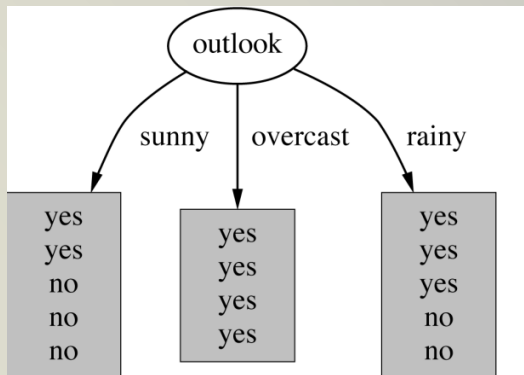 outlook
sunny
overcast
rainy
yes
yes
no
no
no
yes
yes
yes
yes
yes
yes
yes
no
no